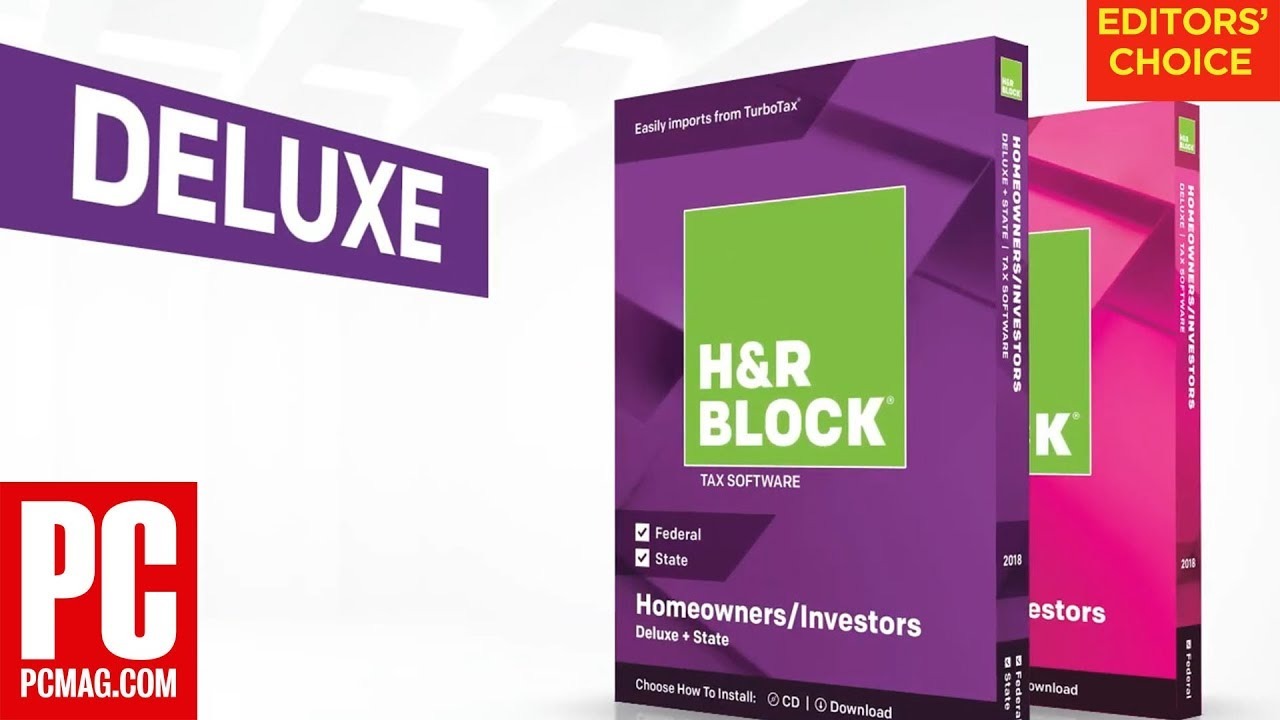 DELUXE
EDITORS'
CHOICE
Easily imports from TurboTax®
H&R
BLOCK®
TAX SOFTWARE
Federal
State
Homeowners/Investors
Deluxe + State
Choose How To Install: CD | Download
H&R
BLOCK
HOMEOWNERS/INVESTORS
DELUXE + STATE | TAX SOFTWARE
2018
Federal
State
K®
estors
ownload
H&R
BLOCK
HOMEOWNERS/INVESTORS
DELUXE | TAX SOFTWARE
2018
Federal
PC
PCMAG.COM